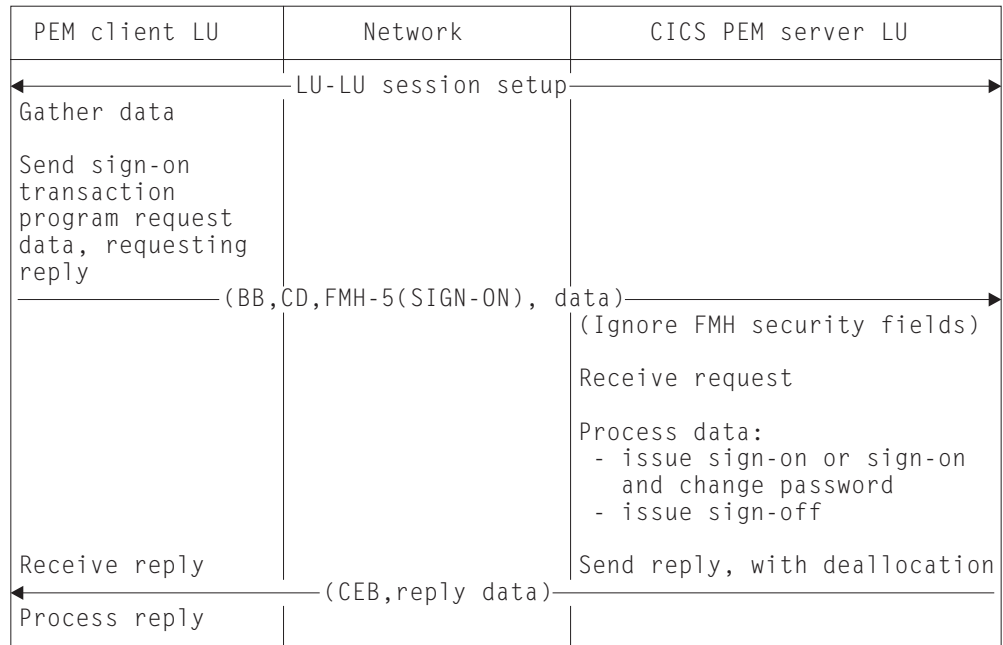 PEM client LU Network CICS PEM server LU
LU-LU session setup
Gather data
Send sign-on
transaction
program request
data, requesting
reply
(BB,CD,FMH-5(SIGN-ON), data)
(Ignore FMH security fields)
Receive request
Process data:
- issue sign-on or sign-on
and change password
- issue sign-off
Receive reply Send reply, with deallocation
(CEB,reply data)
Process reply